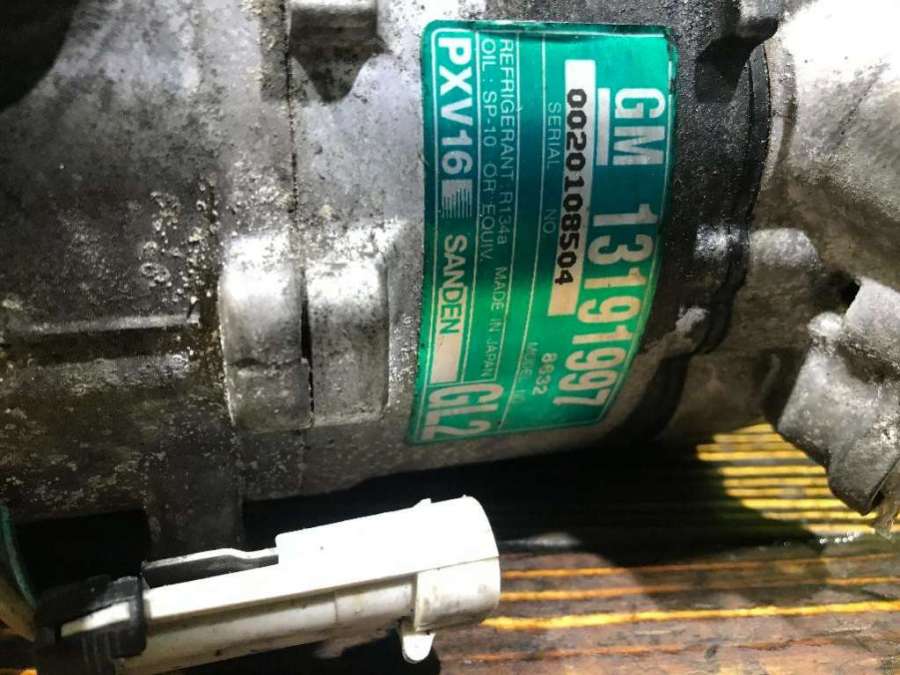 GM 13191997
0020108504
SERIAL NO
8632
MODEL NO
REFRIGERANT R134a MADE IN JAPAN
OIL : SP-10 OR EQUIV.
PXV16 SANDEN GL2